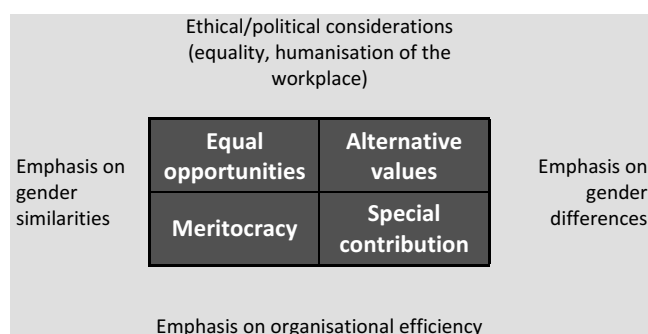 Ethical/political considerations
(equality, humanisation of the
workplace)
Equal
opportunities
Alternative
values
Emphasis on
gender
similarities
Emphasis on
gender
differences
Meritocracy
Special
contribution
Emphasis on organisational efficiency